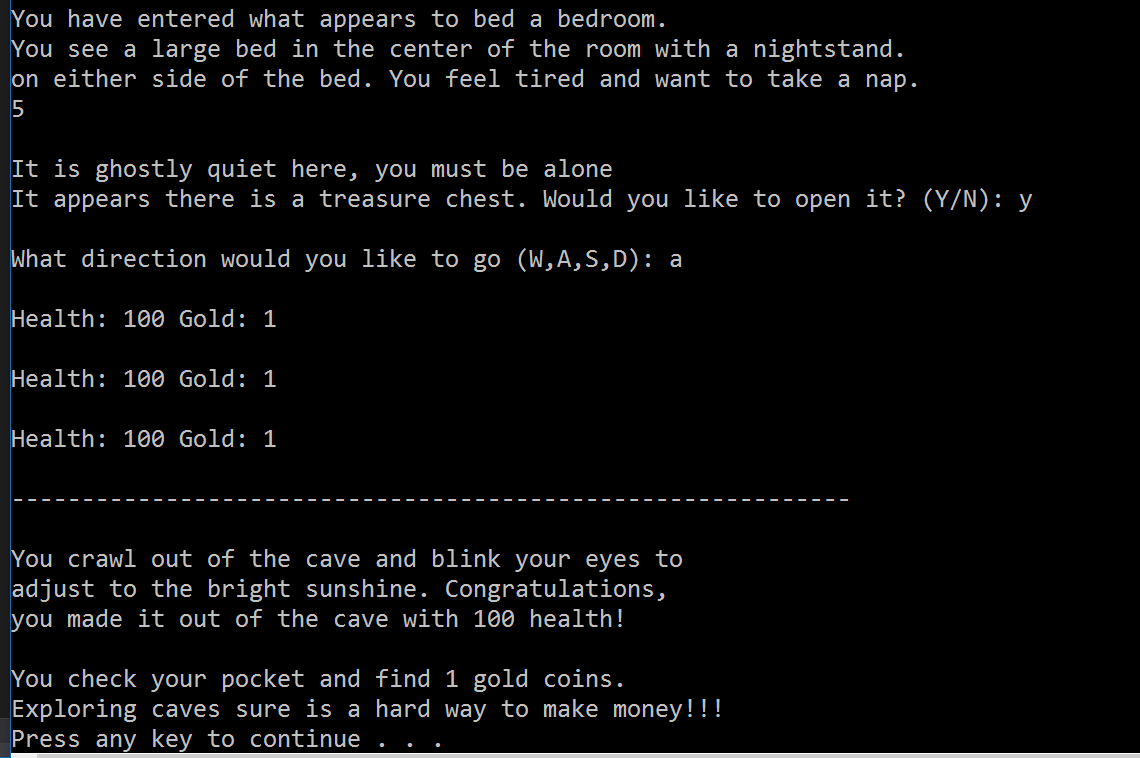 You have entered what appears to bed a bedroom.
You see a large bed in the center of the room with a nightstand.
on either side of the bed. You feel tired and want to take a nap.
5
It is ghostly quiet here, you must be alone
It appears there is a treasure chest. Would you like to open it? (Y/N): y
What direction would you like to go (W,A,S,D): a
Health: 100 Gold: 1
Health: 100 Gold: 1
Health: 100 Gold: 1
------------------------------------------------------------
You crawl out of the cave and blink your eyes to
adjust to the bright sunshine. Congratulations,
you made it out of the cave with 100 health!
You check your pocket and find 1 gold coins.
Exploring caves sure is a hard way to make money!!!
Press any key to continue . . .